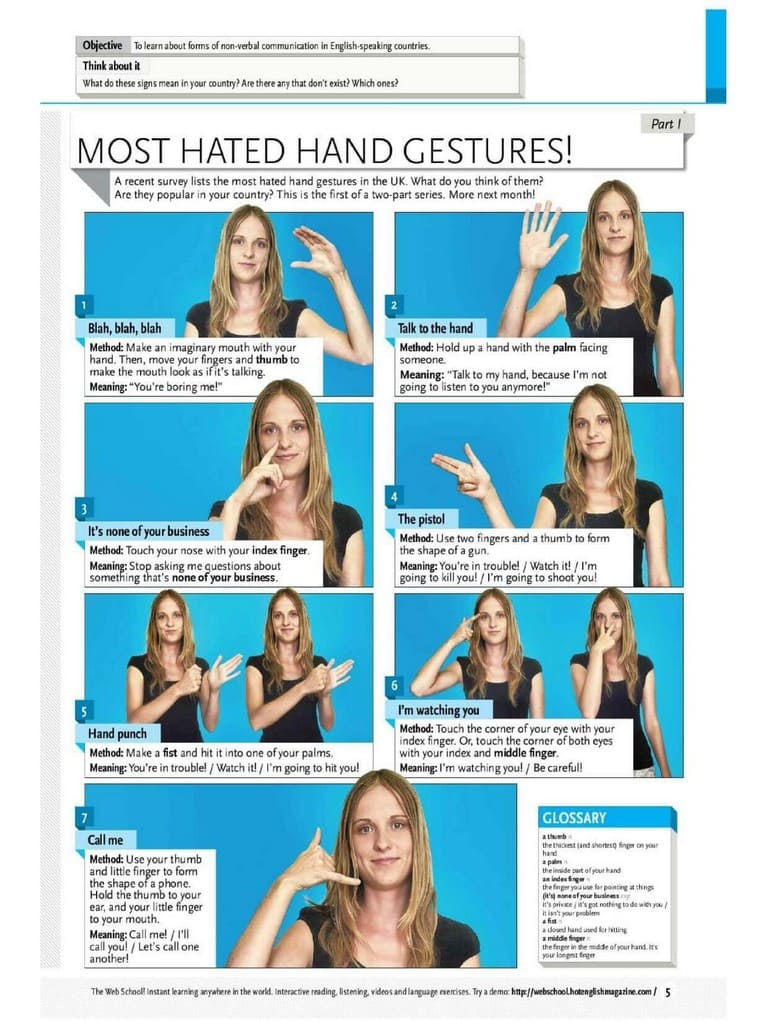 Objective To learn about forms of non-verbal communication in English-speaking countries.
Think about it
What do these signs mean in your country? Are there any that don't exist? Which ones?
Part I
MOST HATED HAND GESTURES!
A recent survey lists the most hated hand gestures in the UK. What do you think of them?
Are they popular in your country? This is the first of a two-part series. More next month!
1
Blah, blah, blah
Method: Make an imaginary mouth with your
hand. Then, move your fingers and thumb to
make the mouth look as if it's talking.
Meaning: "You're boring me!"
2
Talk to the hand
Method: Hold up a hand with the palm facing
someone.
Meaning: "Talk to my hand, because I'm not
going to listen to you anymore!"
3
It's none of your business
Method: Touch your nose with your index finger.
Meaning: Stop asking me questions about
something that's none of your business.
4
The pistol
Method: Use two fingers and a thumb to form
the shape of a gun.
Meaning: You're in trouble! / Watch it! / I'm
going to kill you! / I'm going to shoot you!
5
Hand punch
Method: Make a fist and hit it into one of your palms.
Meaning: You're in trouble! / Watch it! / I'm going to hit you!
6
I'm watching you
Method: Touch the corner of your eye with your
index finger. Or, touch the corner of both eyes
with your index and middle finger.
Meaning: I'm watching you! / Be careful!
7
Call me
Method: Use your thumb
and little finger to form
the shape of a phone.
Hold the thumb to your
ear, and your little finger
to your mouth.
Meaning: Call me! / I'll
call you! / Let's call one
another!
GLOSSARY
a thumb n
the thickest (and shortest) finger on your
hand
a palm n
the inside part of your hand
an index finger n
the finger you use for pointing at things
(it's) none of your business exp
it's private / it's got nothing to do with you /
it isn't your problem
a fist n
a closed hand used for hitting
a middle finger n
the finger in the middle of your hand. It's
your longest finger
The Web School! Instant learning anywhere in the world. Interactive reading, listening, videos and language exercises. Try a demo: http://webschool.hotenglishmagazine.com / 5